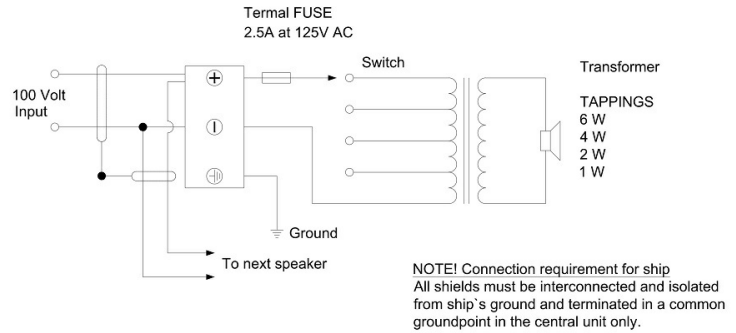 Termal FUSE
2.5A at 125V AC
Switch
Transformer
100 Volt
Input
TAPPINGS
6 W
4 W
2 W
1 W
Ground
To next speaker
NOTE! Connection requirement for ship
All shields must be interconnected and isolated
from ship`s ground and terminated in a common
groundpoint in the central unit only.